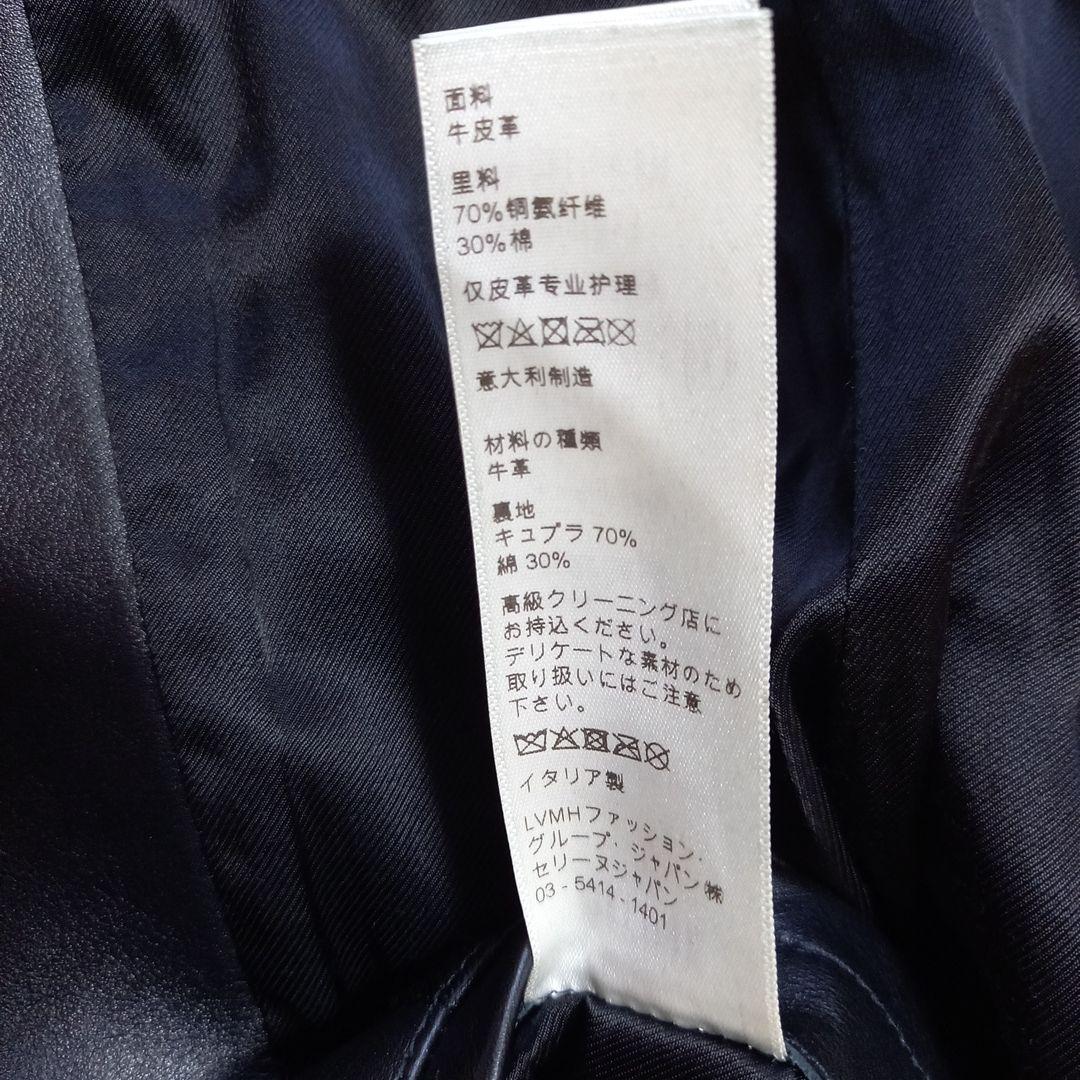 面料
牛皮革
里料
70%铜氨纤维
30%棉
仅皮革专业护理
意大利制造
材料の種類
牛革
裏地
キュプラ 70%
綿 30%
高級クリーニング店に
お持込ください。
デリケートな素材のため
取り扱いにはご注意
下さい。
イタリア製
LVMHファッション・
グループ・ジャパン㈱
セリーヌジャパン
03 - 5414 - 1401